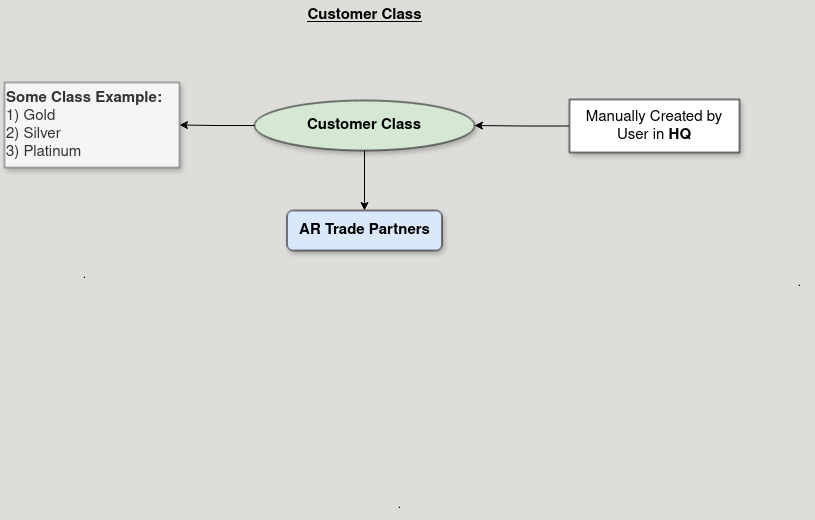 Customer Class
Some Class Example:
1) Gold
2) Silver
3) Platinum
Customer Class
Manually Created by
User in HQ
AR Trade Partners